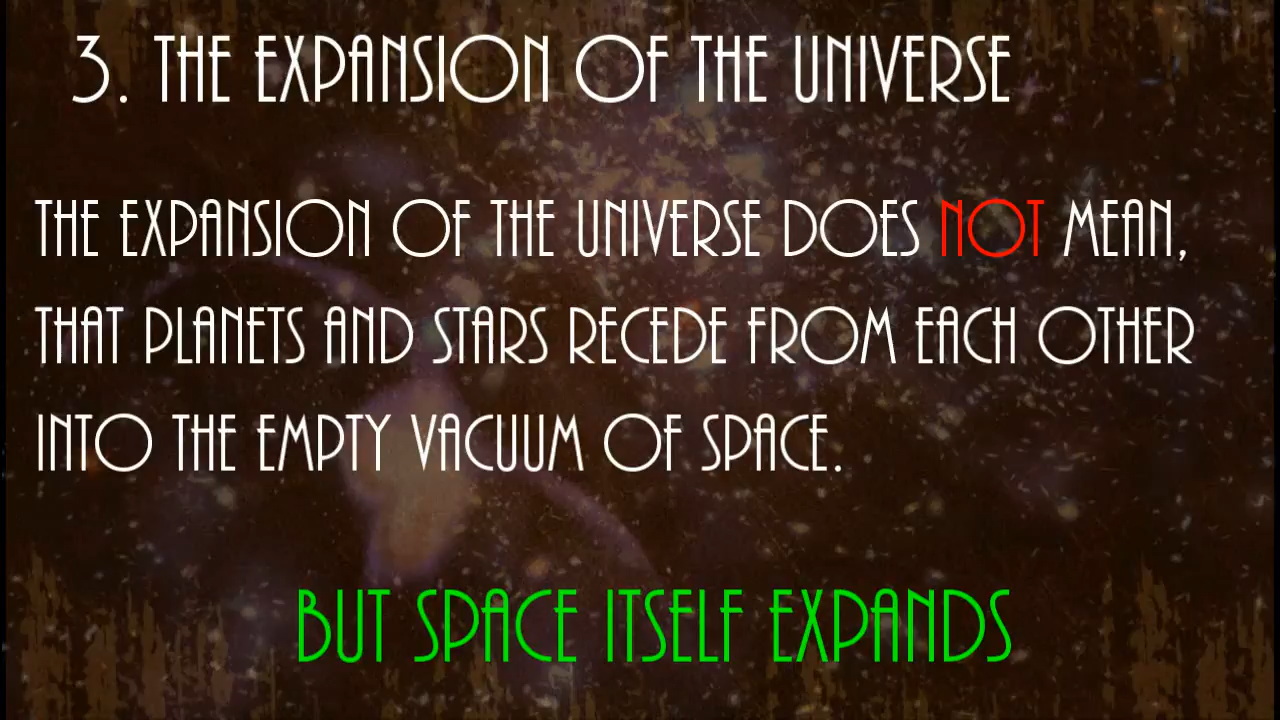 3. THE EXPANSION OF THE UNIVERSE
THE EXPANSION OF THE UNIVERSE DOES NOT MEAN,
THAT PLANETS AND STARS RECEDE FROM EACH OTHER
INTO THE EMPTY VACUUM OF SPACE.
BUT SPACE ITSELF EXPANDS